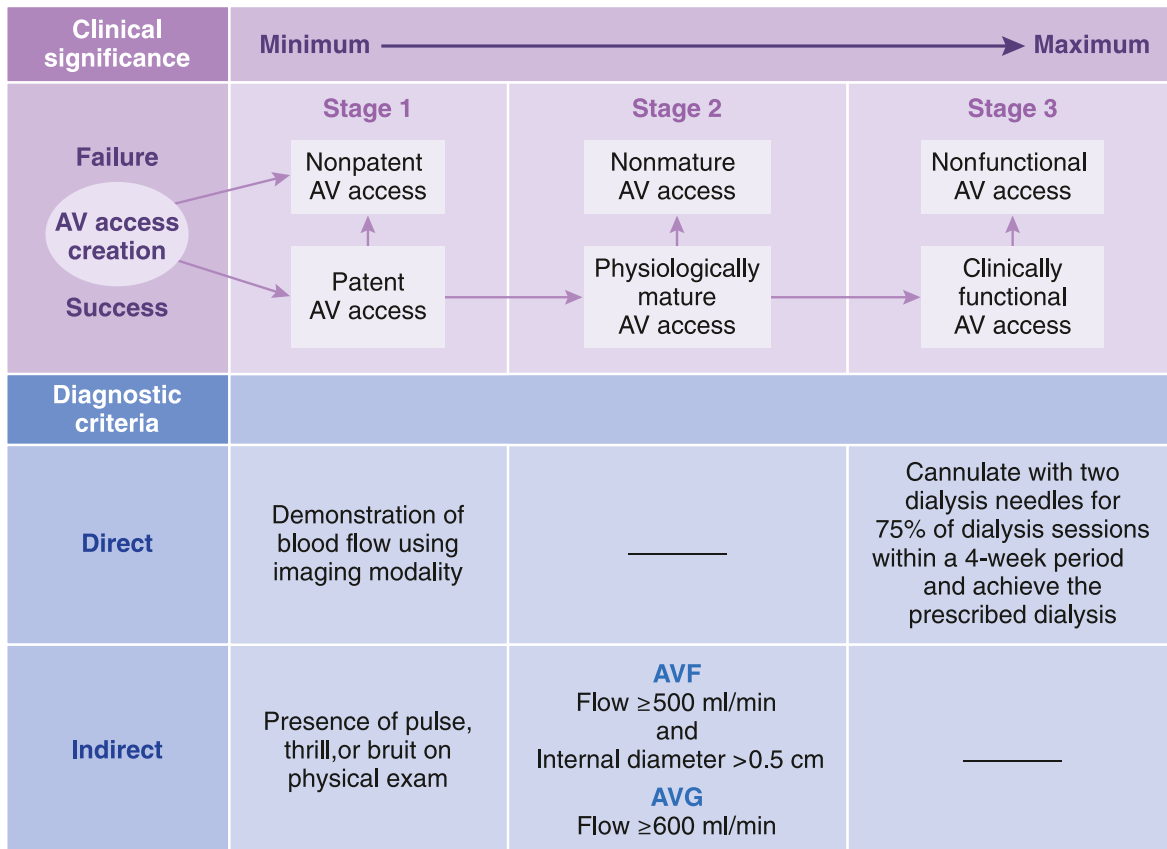 Clinical
significance
Minimum
Maximum
Stage 1
Stage 2
Stage 3
Failure
AV access
creation
Success
Nonpatent
AV access
Nonmature
AV access
Nonfunctional
AV access
Patent
AV access
Physiologically
mature
AV access
Clinically
functional
AV access
Diagnostic
criteria
Direct
Demonstration of
blood flow using
imaging modality
Cannulate with two
dialysis needles for
75% of dialysis sessions
within a 4-week period
and achieve the
prescribed dialysis
Indirect
Presence of pulse,
thrill,or bruit on
physical exam
AVF
Flow ≥500 ml/min
and
Internal diameter >0.5 cm
AVG
Flow ≥600 ml/min